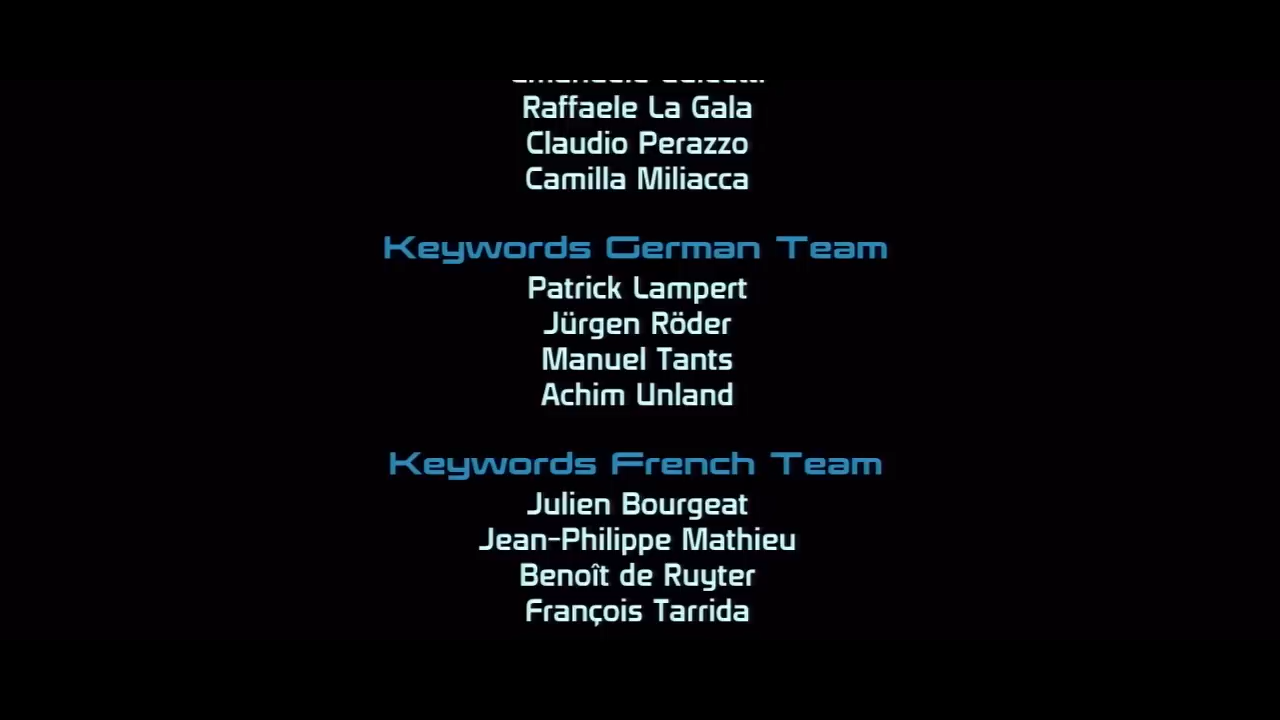 Raffaele La Gala
Claudio Perazzo
Camilla Miliacca
Keywords German Team
Patrick Lampert
Jürgen Röder
Manuel Tants
Achim Unland
Keywords French Team
Julien Bourgeat
Jean-Philippe Mathieu
Benoît de Ruyter
François Tarrida